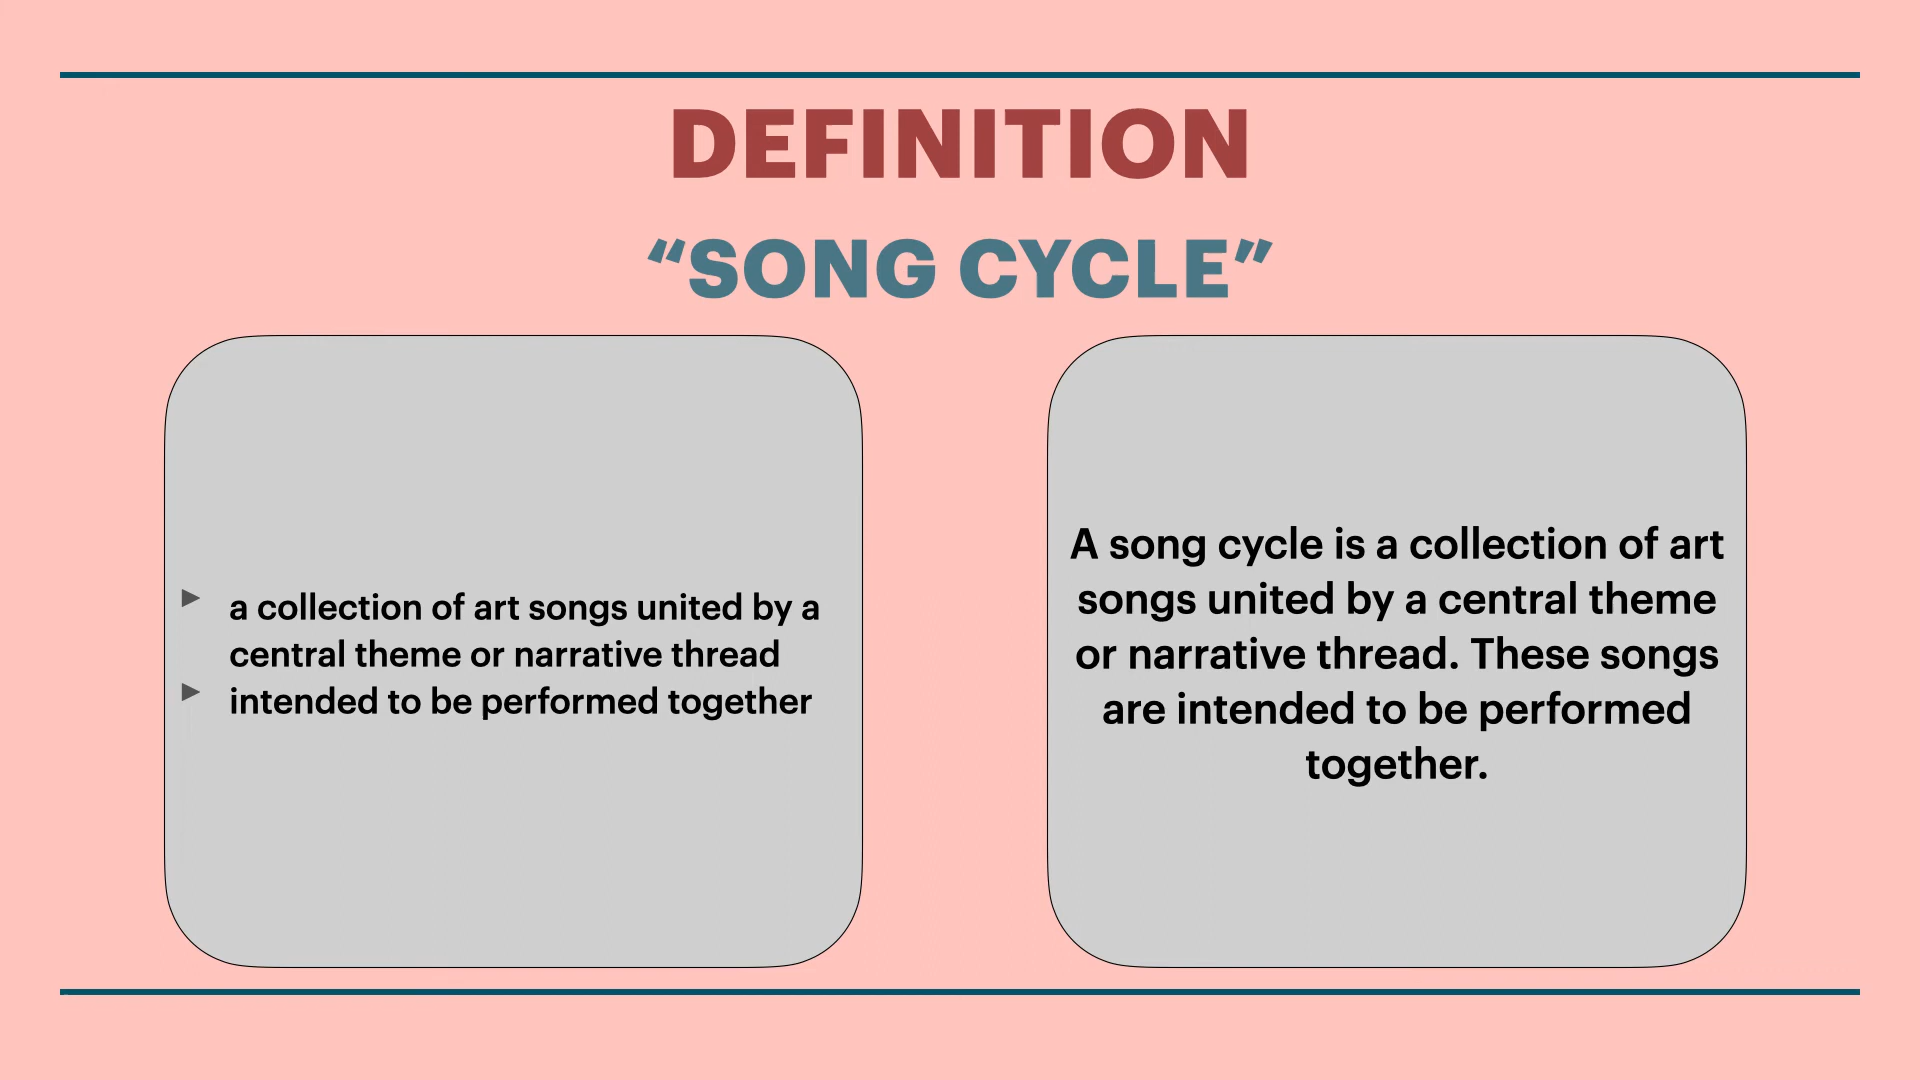 DEFINITION
“SONG CYCLE”
▶ a collection of art songs united by a
central theme or narrative thread
▶ intended to be performed together
A song cycle is a collection of art
songs united by a central theme
or narrative thread. These songs
are intended to be performed
together.